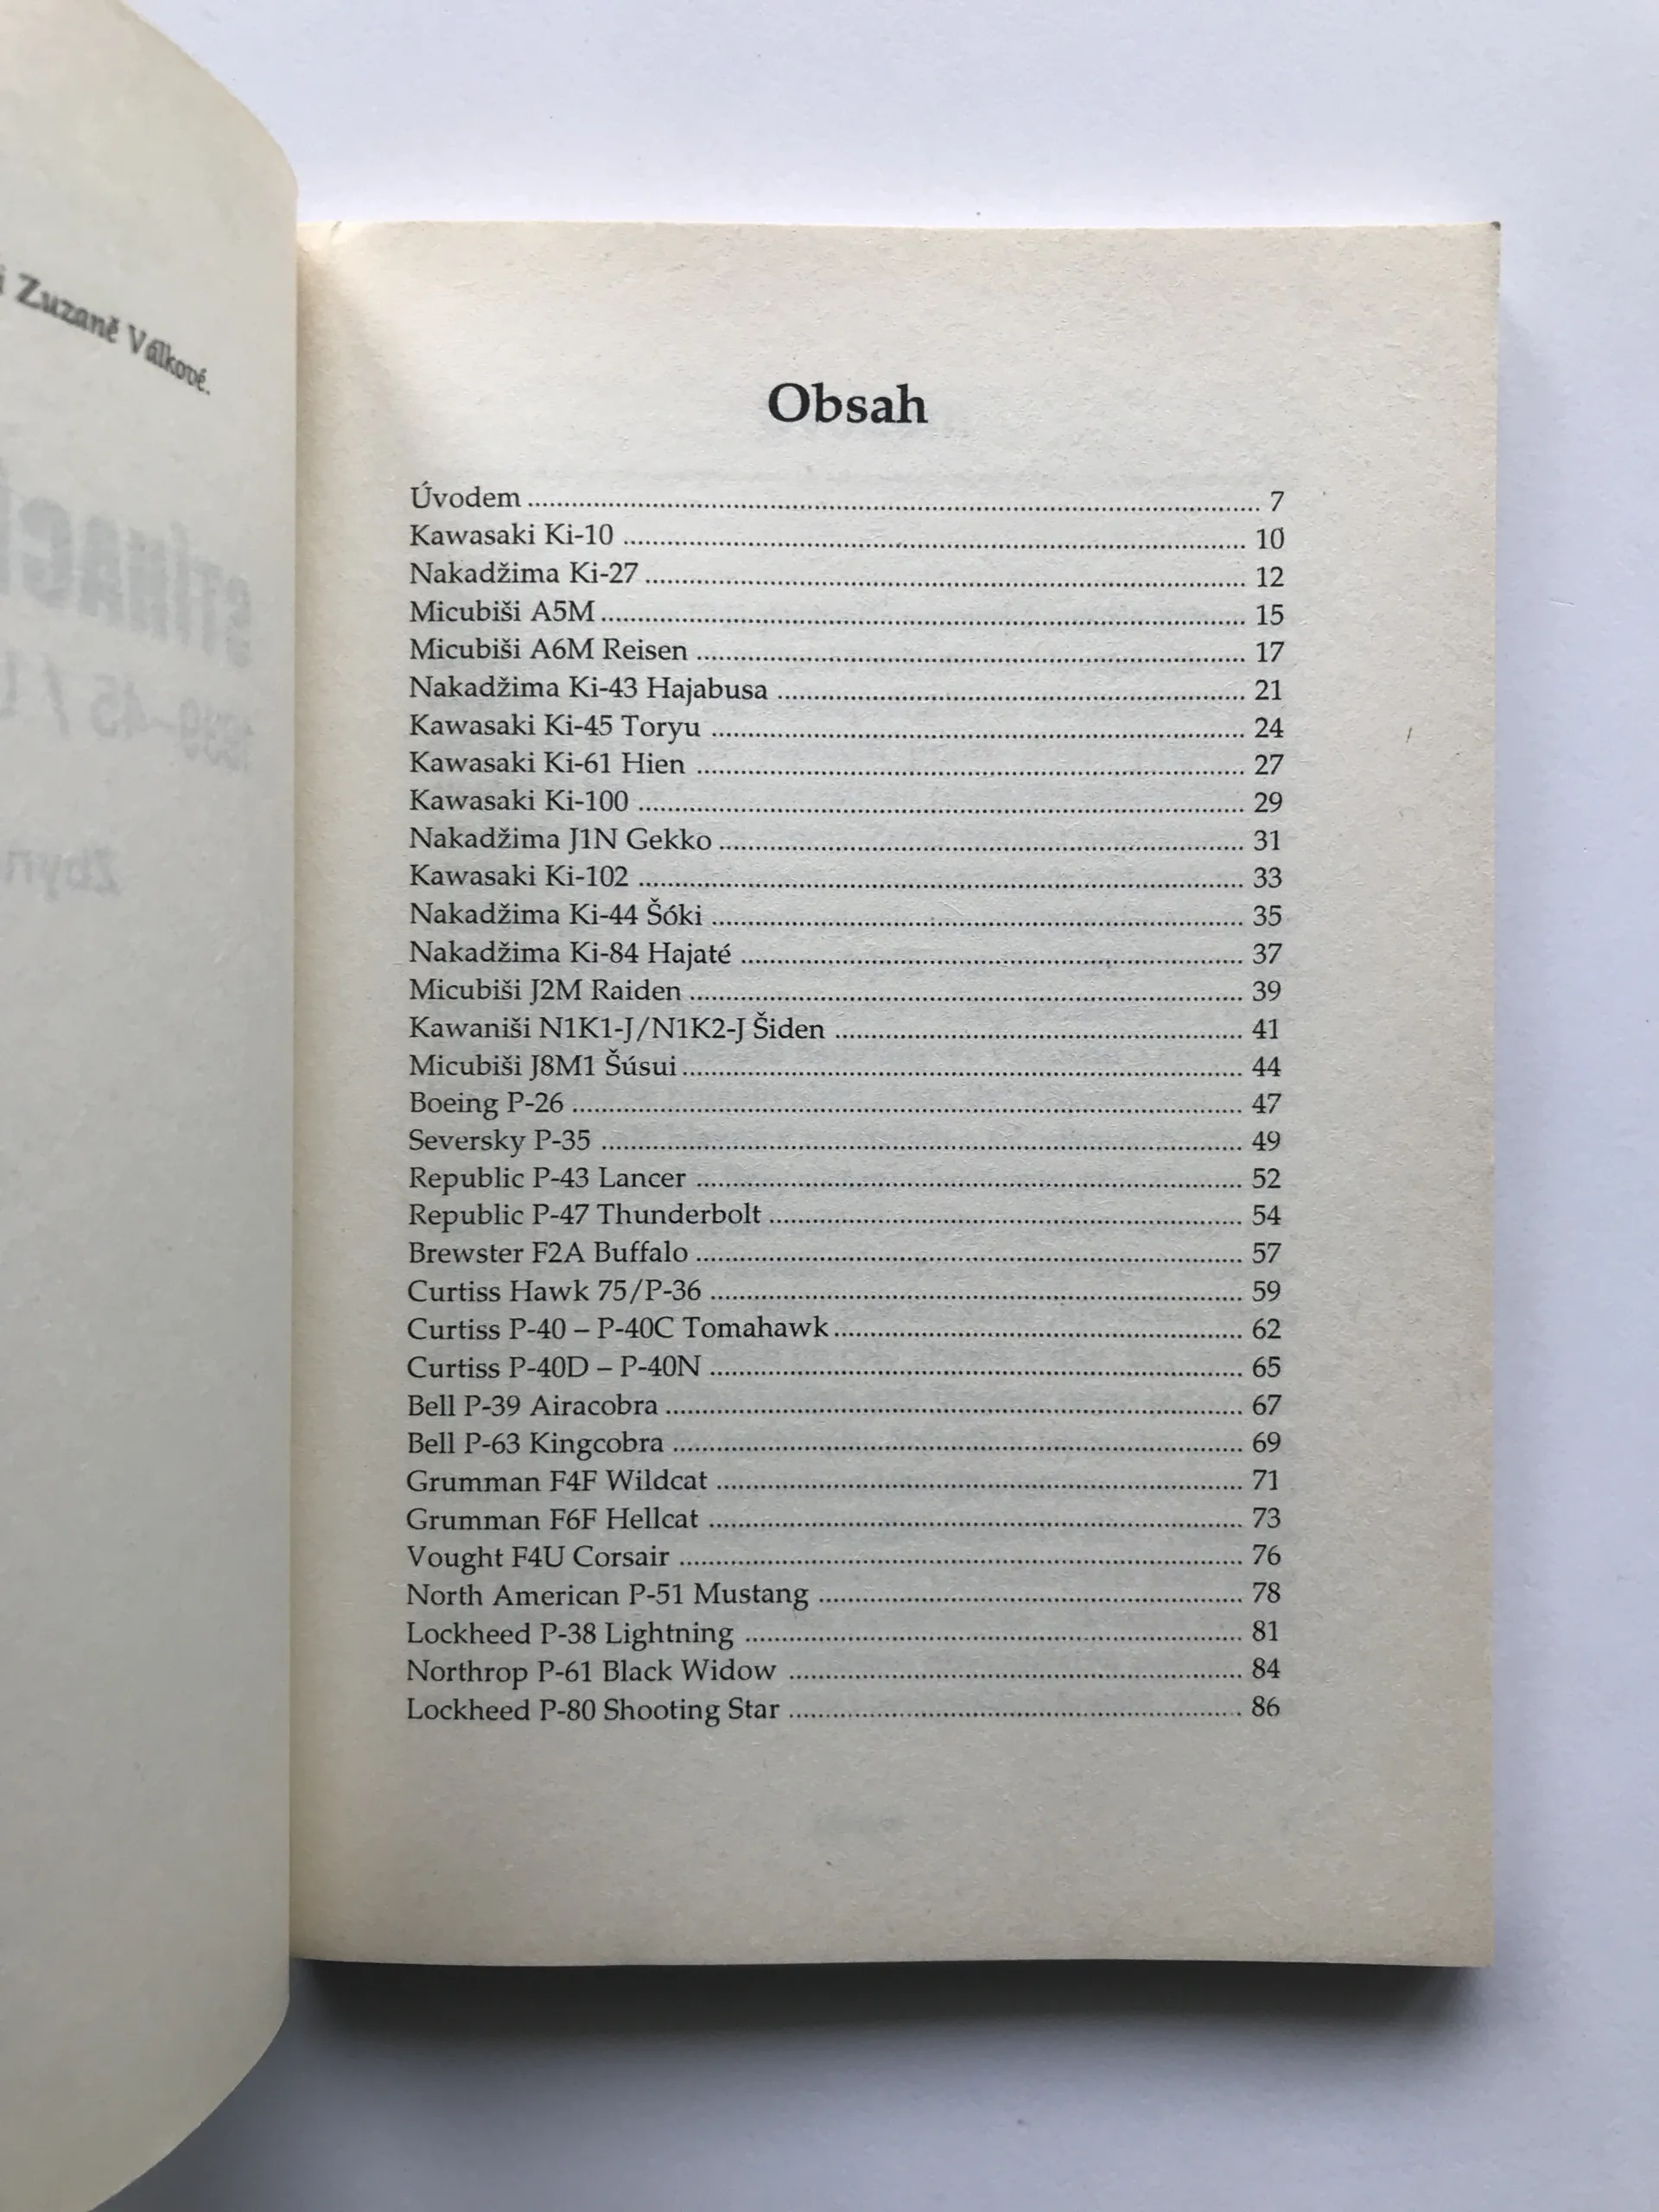 i Zuzaně Válkové.
Obsah
Úvodem 7
Kawasaki Ki-10 10
Nakadžima Ki-27 12
Micubiši A5M 15
Micubiši A6M Reisen 17
Nakadžima Ki-43 Hajabusa 21
Kawasaki Ki-45 Toryu 24
Kawasaki Ki-61 Hien 27
Kawasaki Ki-100 29
Nakadžima J1N Gekko 31
Kawasaki Ki-102 33
Nakadžima Ki-44 Šóki 35
Nakadžima Ki-84 Hajaté 37
Micubiši J2M Raiden 39
Kawaniši N1K1-J/N1K2-J Šiden 41
Micubiši J8M1 Šúsui 44
Boeing P-26 47
Seversky P-35 49
Republic P-43 Lancer 52
Republic P-47 Thunderbolt 54
Brewster F2A Buffalo 57
Curtiss Hawk 75/P-36 59
Curtiss P-40 – P-40C Tomahawk 62
Curtiss P-40D – P-40N 65
Bell P-39 Airacobra 67
Bell P-63 Kingcobra 69
Grumman F4F Wildcat 71
Grumman F6F Hellcat 73
Vought F4U Corsair 76
North American P-51 Mustang 78
Lockheed P-38 Lightning 81
Northrop P-61 Black Widow 84
Lockheed P-80 Shooting Star 86